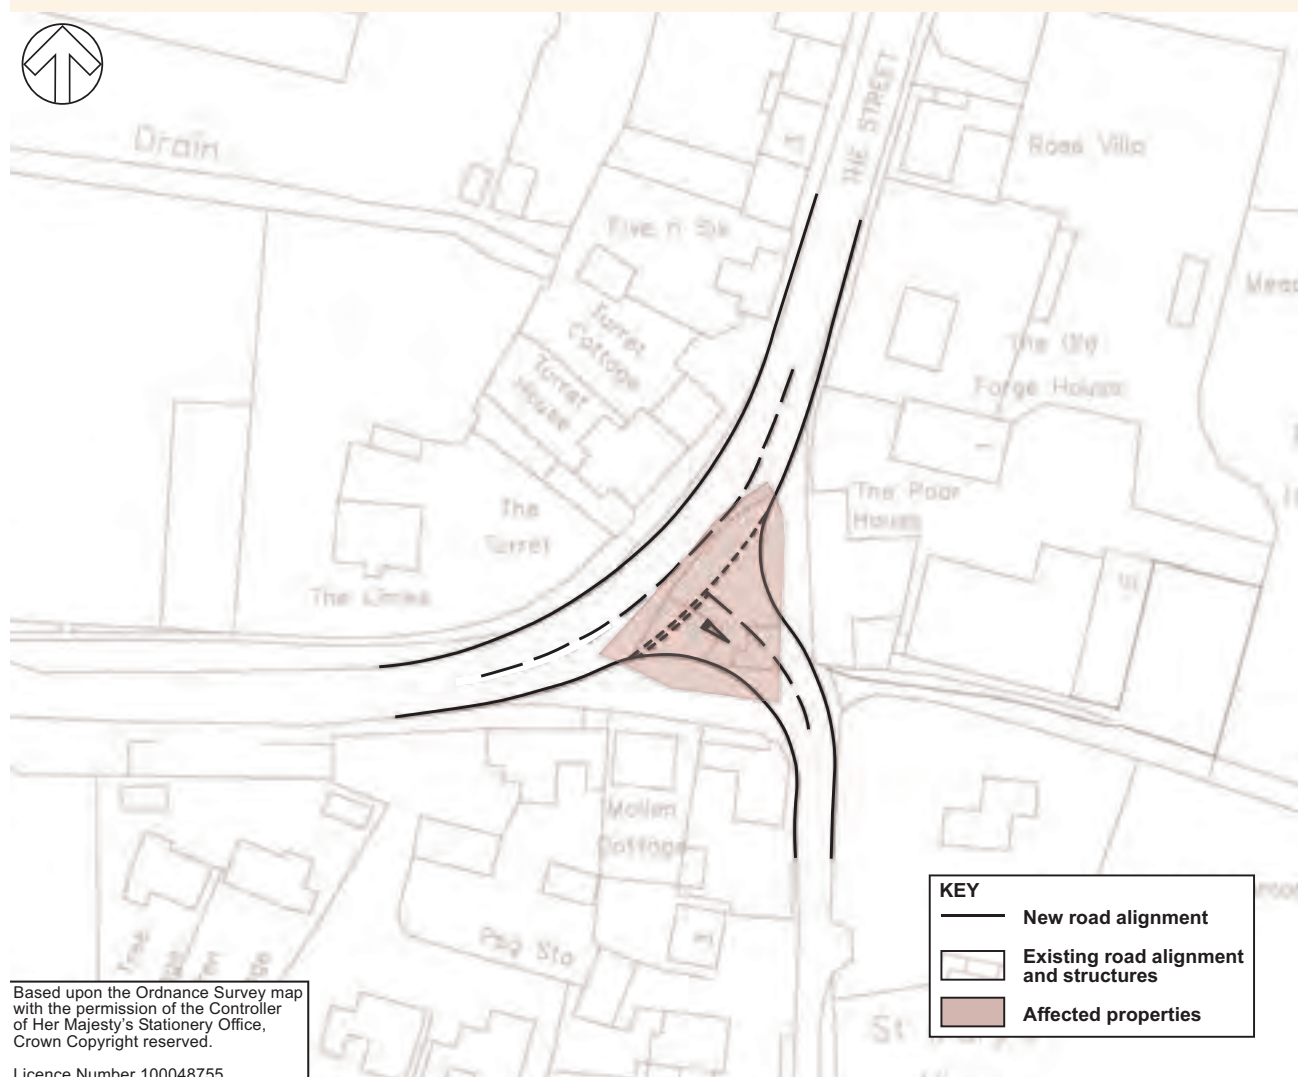 Drain
THE STREET
Rose Villa
Five n Six
Turret
Cottage
Turret
House
The Old
Forge House
The Poor
House
The
Turret
The Limes
Mollen
Cottage
Psg Sta
KEY
New road alignment
Existing road alignment
and structures
Affected properties
Based upon the Ordnance Survey map
with the permission of the Controller
of Her Majesty's Stationery Office,
Crown Copyright reserved.
Licence Number 100048755